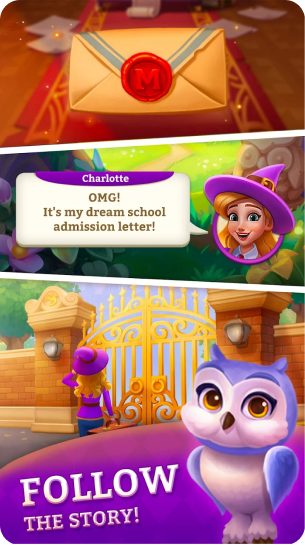 M
Charlotte
OMG!
It's my dream school
admission letter!
FOLLOW
THE STORY!